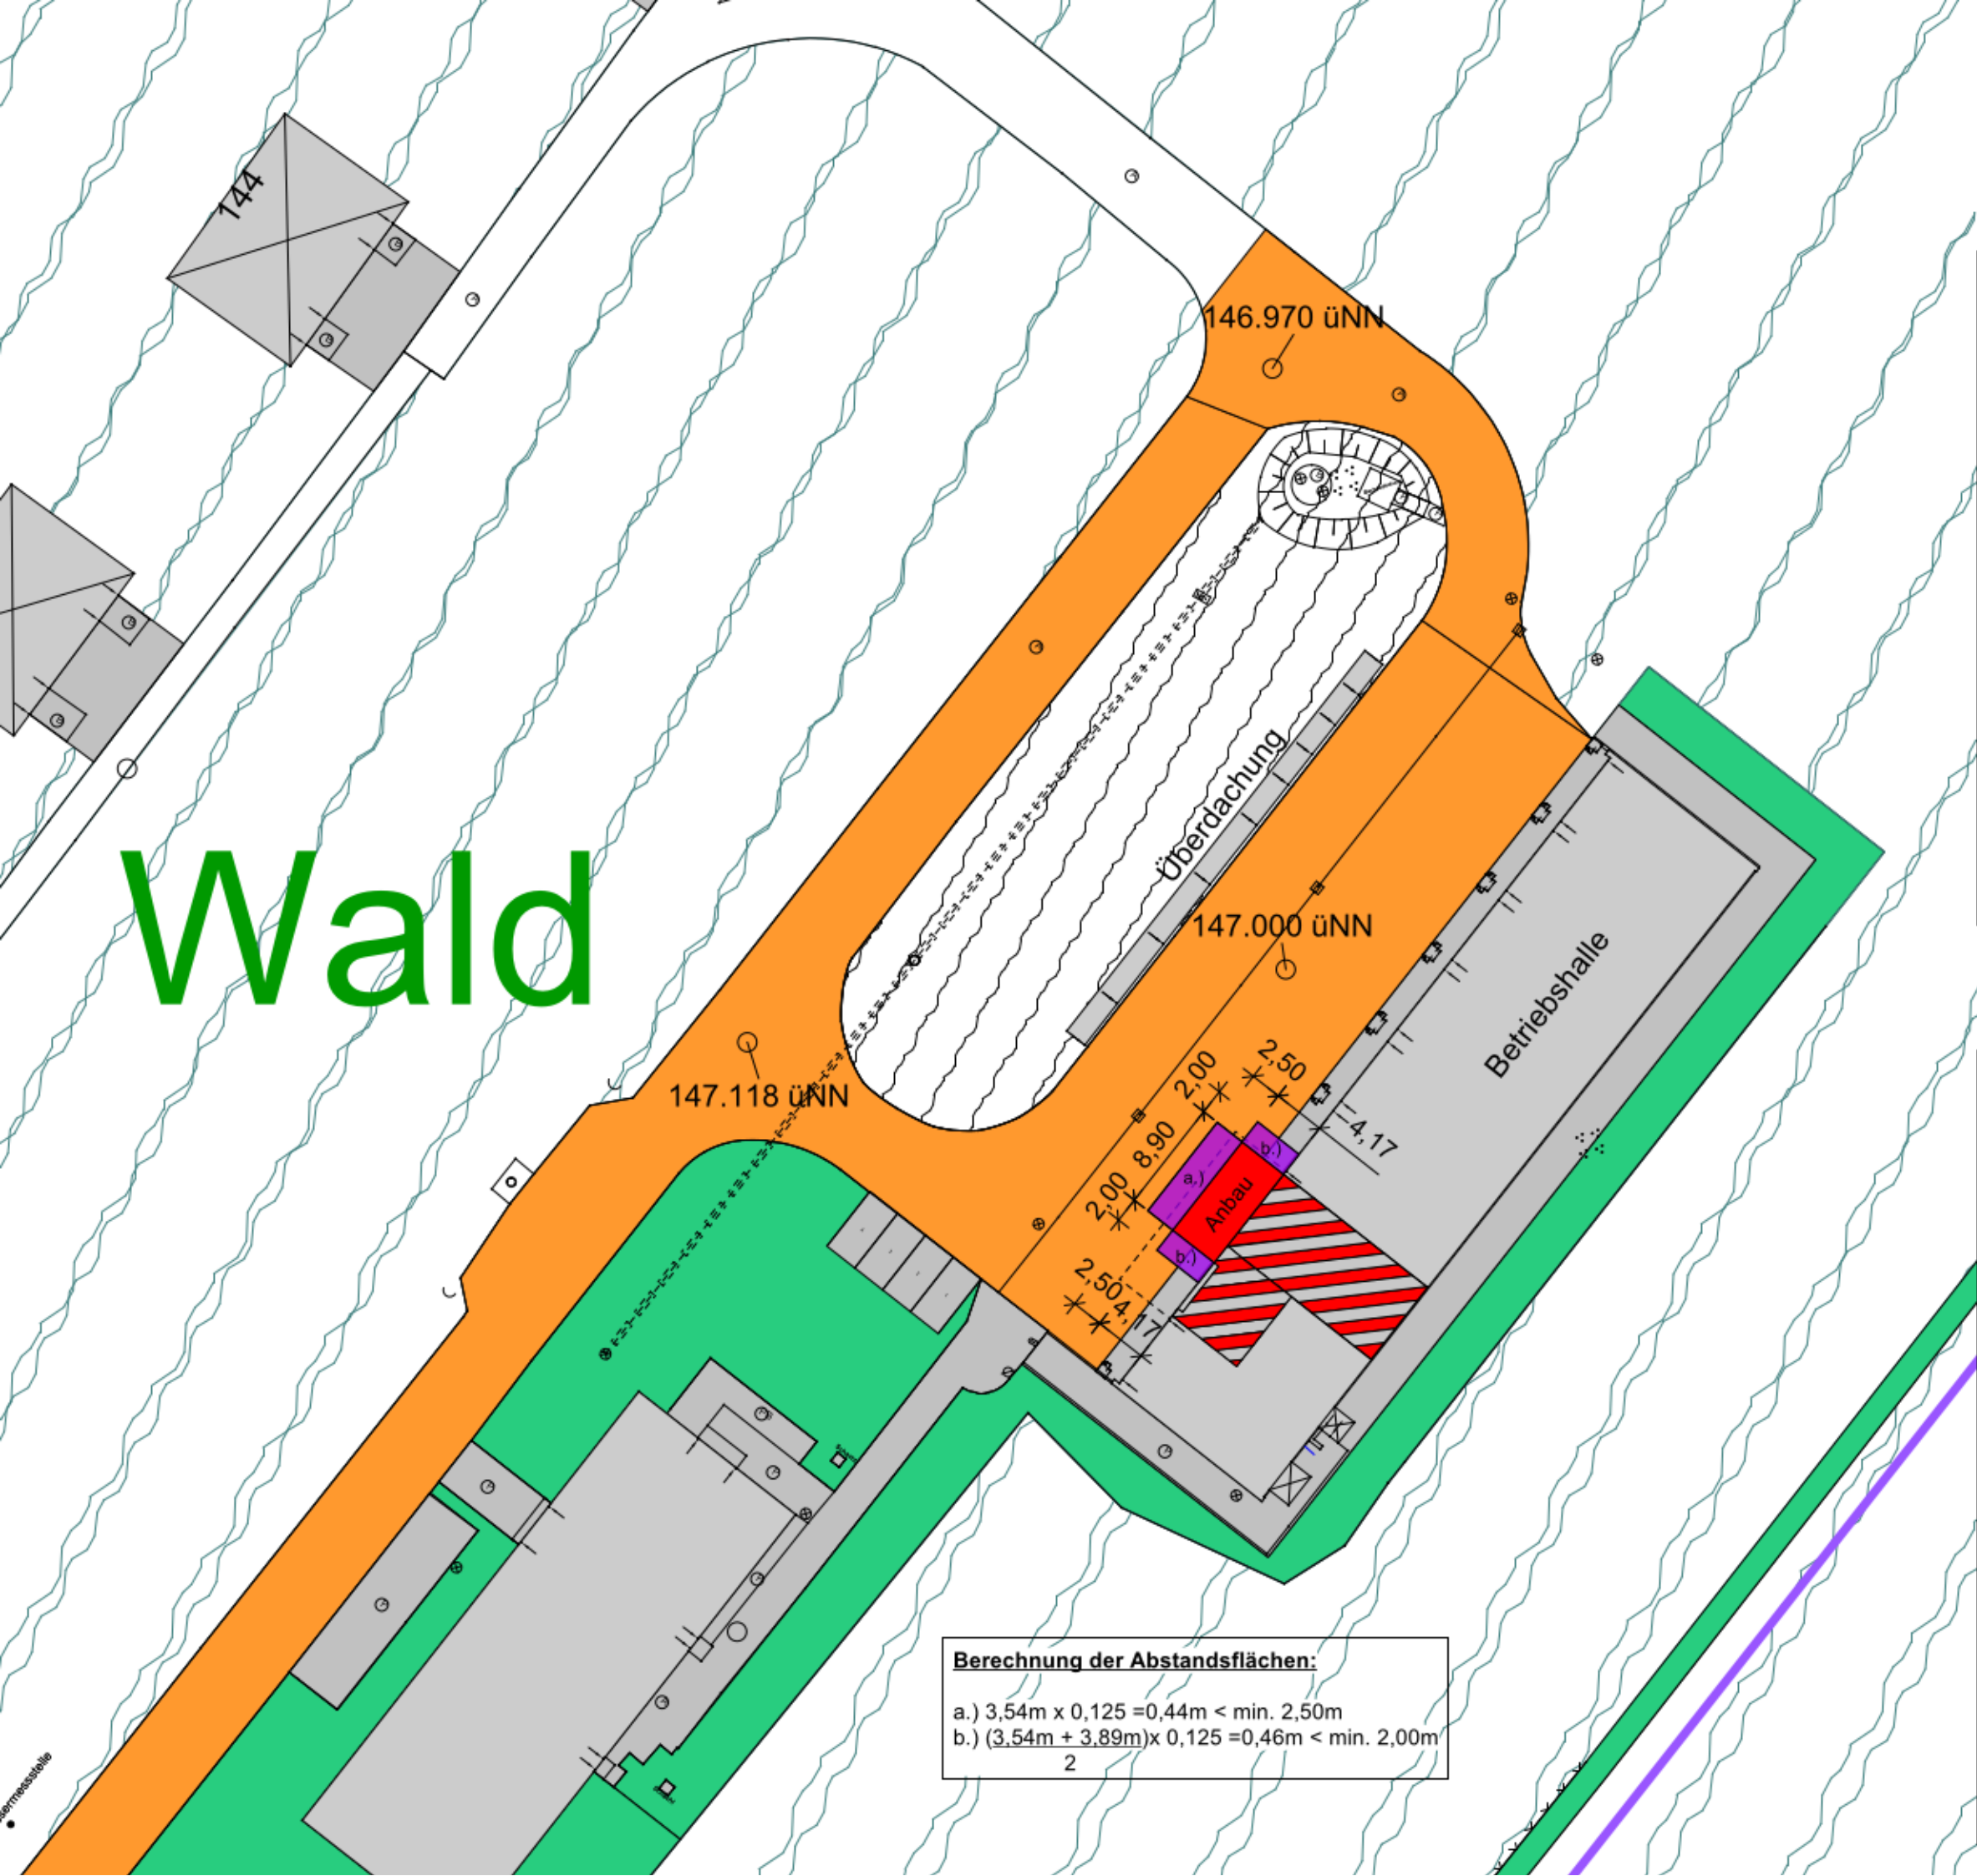 144
146.970 üNN
Überdachung
Wald
147.000 üNN
Betriebshalle
147.118 üNN
2,50
2,00
4,17
8,90
b.)
a.)
2,00
Anbau
b.)
2,50
4,17
Berechnung der Abstandsflächen:
a.) 3,54m x 0,125 =0,44m < min. 2,50m
b.) (3,54m + 3,89m)x 0,125 =0,46m < min. 2,00m
2
sermessstelle